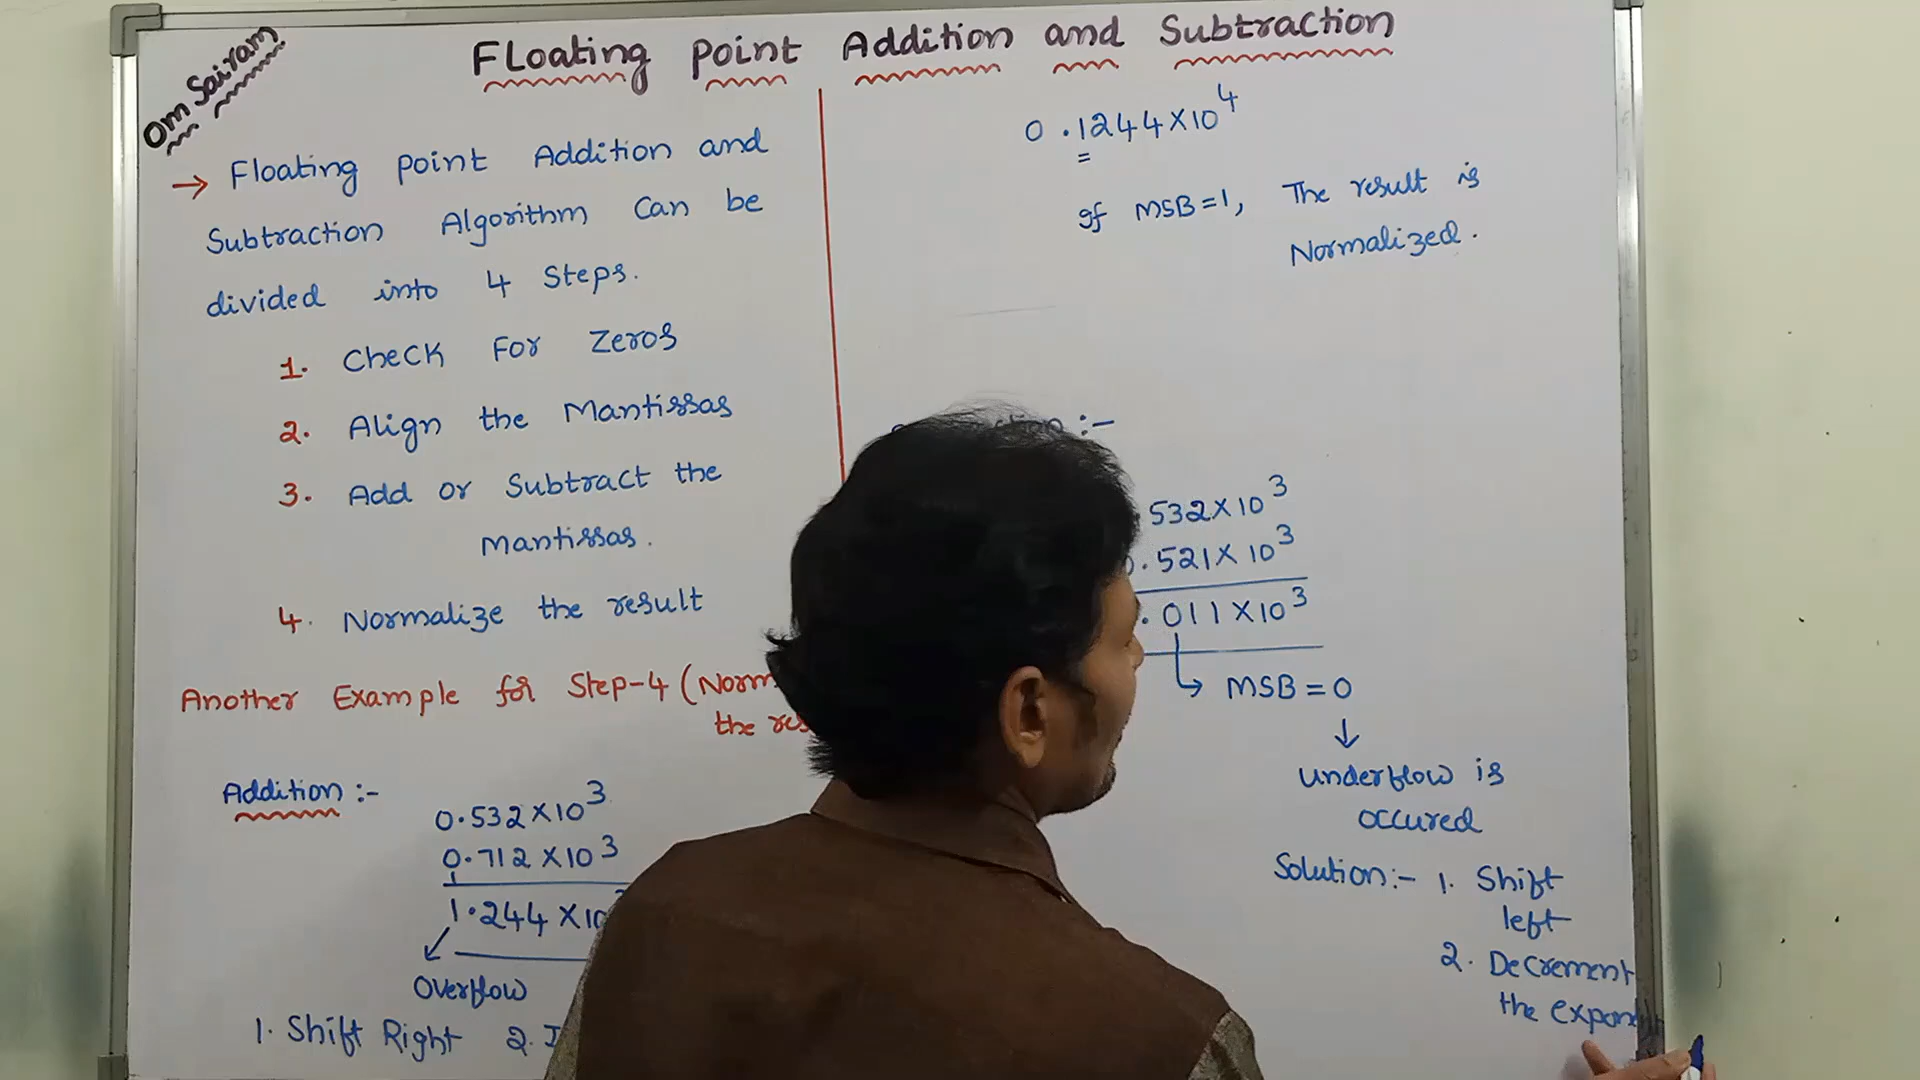 Om Sairam
Floating Point Addition and Subtraction
→ Floating point Addition and
Subtraction Algorithm can be
divided into 4 Steps.
1. Check For Zeros
2. Align the Mantissas
3. Add or Subtract the
Mantissas.
4. Normalize the result
Another Example for Step-4 (Norm
the res
Addition :-
0.532 X 10^3
0.712 X 10^3
1
1.244 X 10
Overflow
1. Shift Right 2. I
0.1244 X 10^4
If MSB=1, The result is
Normalized.
:-
532 X 10^3
.521 X 10^3
.011 X 10^3
MSB = 0
↓
underflow is
occured
Solution:- 1. Shift
left
2. Decrement
the expon